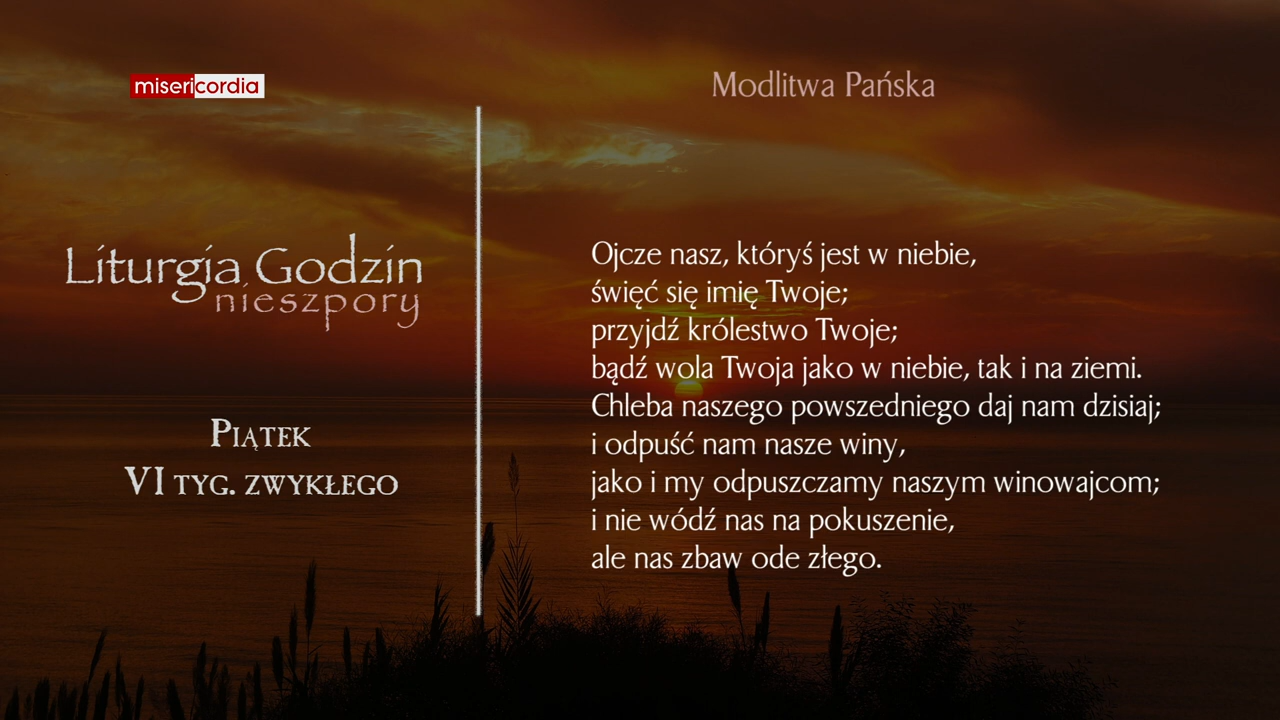 misericordia
Liturgia Godzin
nieszpory
Piątek
VI tyg. zwykłego
Modlitwa Pańska
Ojcze nasz, któryś jest w niebie,
święć się imię Twoje;
przyjdź królestwo Twoje;
bądź wola Twoja jako w niebie, tak i na ziemi.
Chleba naszego powszedniego daj nam dzisiaj;
i odpuść nam nasze winy,
jako i my odpuszczamy naszym winowajcom;
i nie wódź nas na pokuszenie,
ale nas zbaw ode złego.